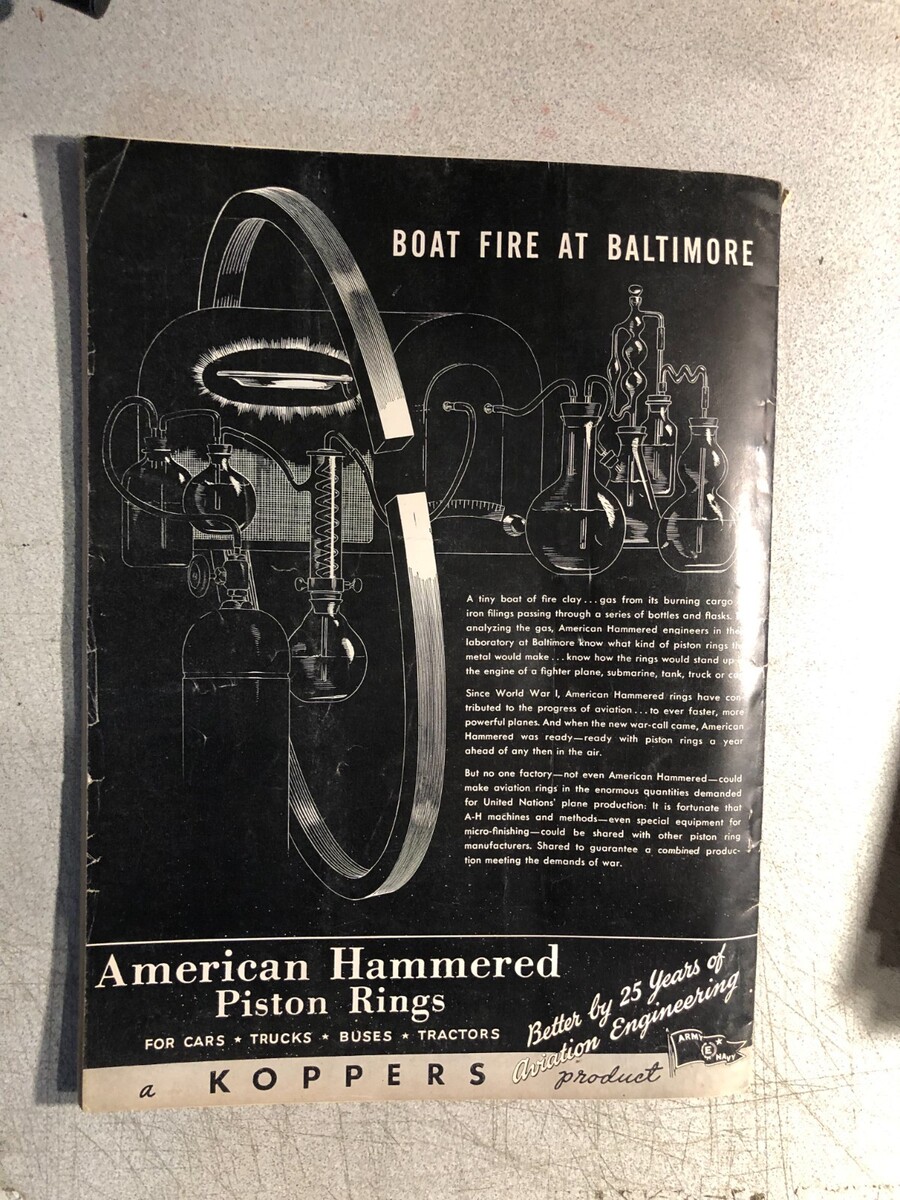 BOAT FIRE AT BALTIMORE
A tiny boat of fire clay...gas from its burning cargo
iron filings passing through a series of bottles and flasks.
analyzing the gas, American Hammered engineers in the
laboratory at Baltimore know what kind of piston rings
metal would make...know how the rings would stand up
the engine of a fighter plane, submarine, tank, truck or
Since World War I, American Hammered rings have con-
tributed to the progress of aviation...to ever faster, more
powerful planes. And when the new war-call came, American
Hammered was ready—ready with piston rings a year
ahead of any then in the air.
But no one factory—not even American Hammered—could
make aviation rings in the enormous quantities demanded
for United Nations' plane production: It is fortunate that
A-H machines and methods—even special equipment for
micro-finishing—could be shared with other piston ring
manufacturers. Shared to guarantee a combined produc-
tion meeting the demands of war.
American Hammered
Piston Rings
FOR CARS ★ TRUCKS ★ BUSES ★ TRACTORS
Better by 25 Years of
Aviation Engineering
ARMY E NAVY
a KOPPERS product